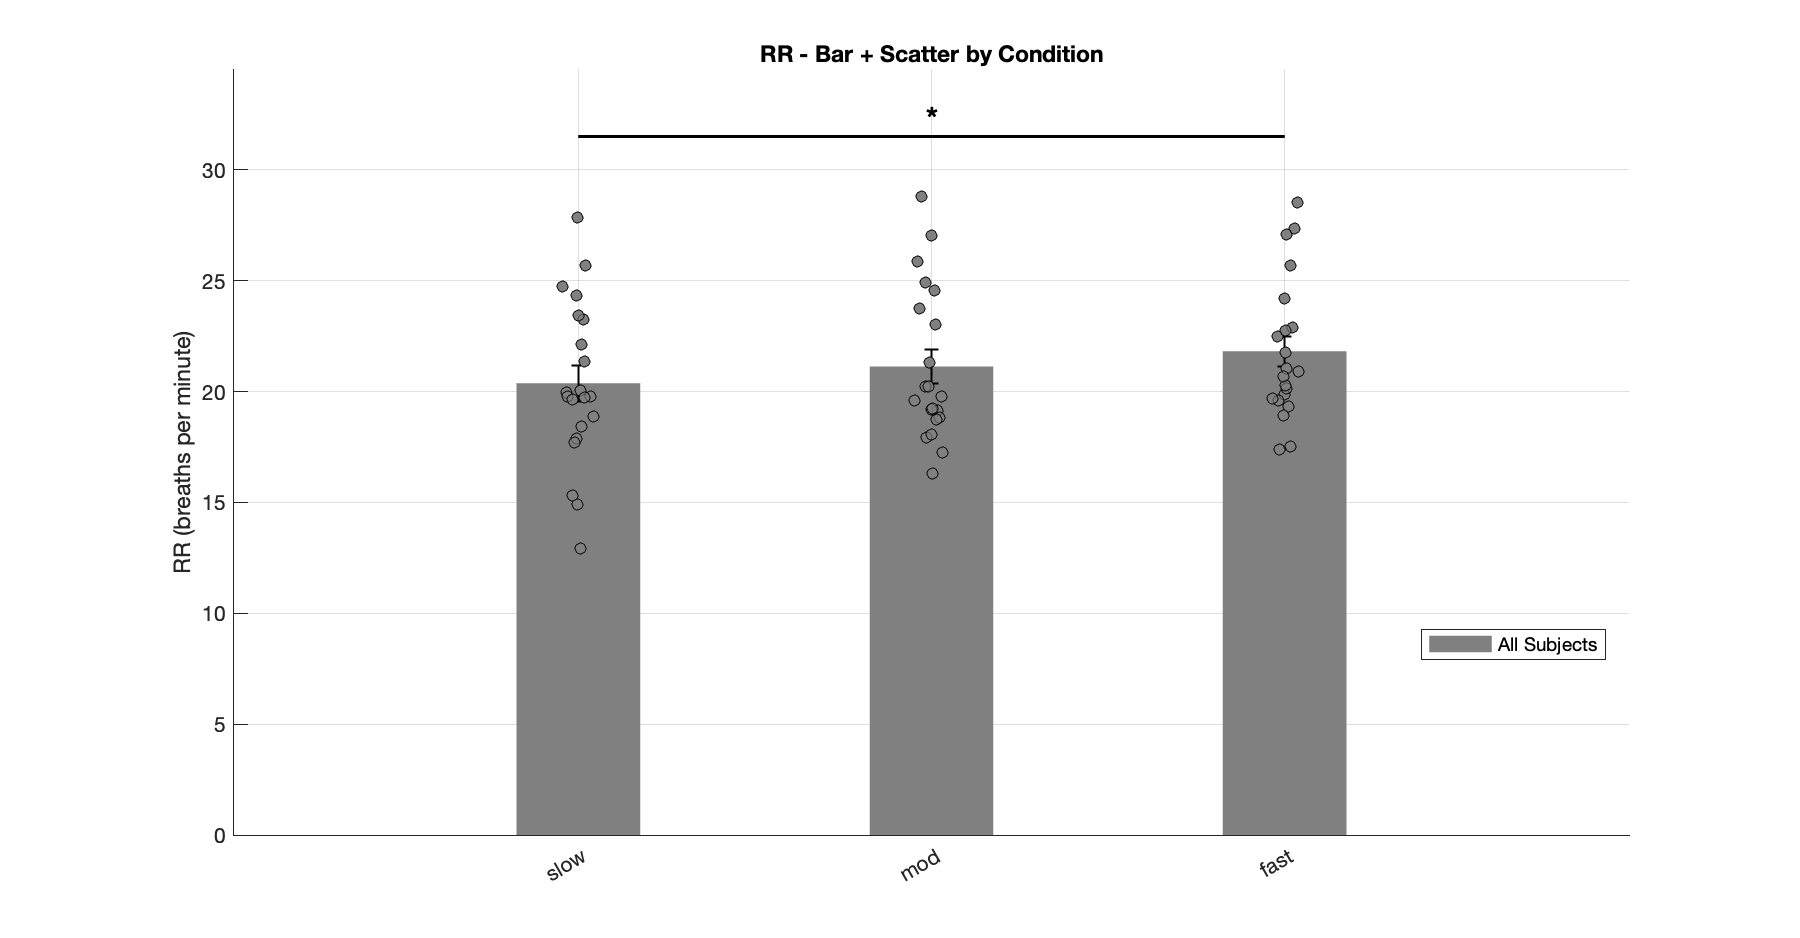 RR - Bar + Scatter by Condition
*
30
25
20
15
10
5
0
RR (breaths per minute)
All Subjects
slow
mod
fast